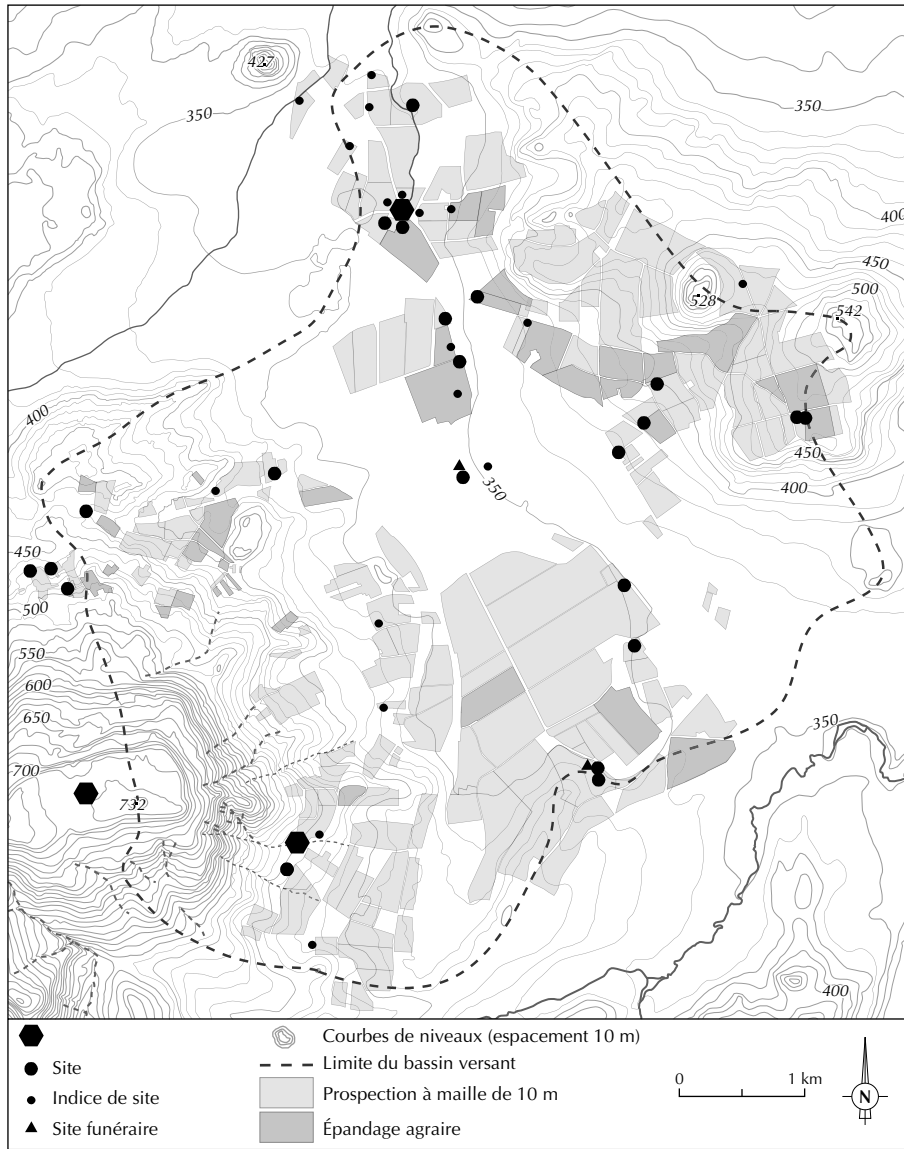 427
350
350
400
450
500
528
542
400
450
400
350
450
500
550
600
650
700
732
350
400
Courbes de niveaux (espacement 10 m)
Site
Limite du bassin versant
Indice de site
Prospection à maille de 10 m
Site funéraire
Épandage agraire
0 1 km
N